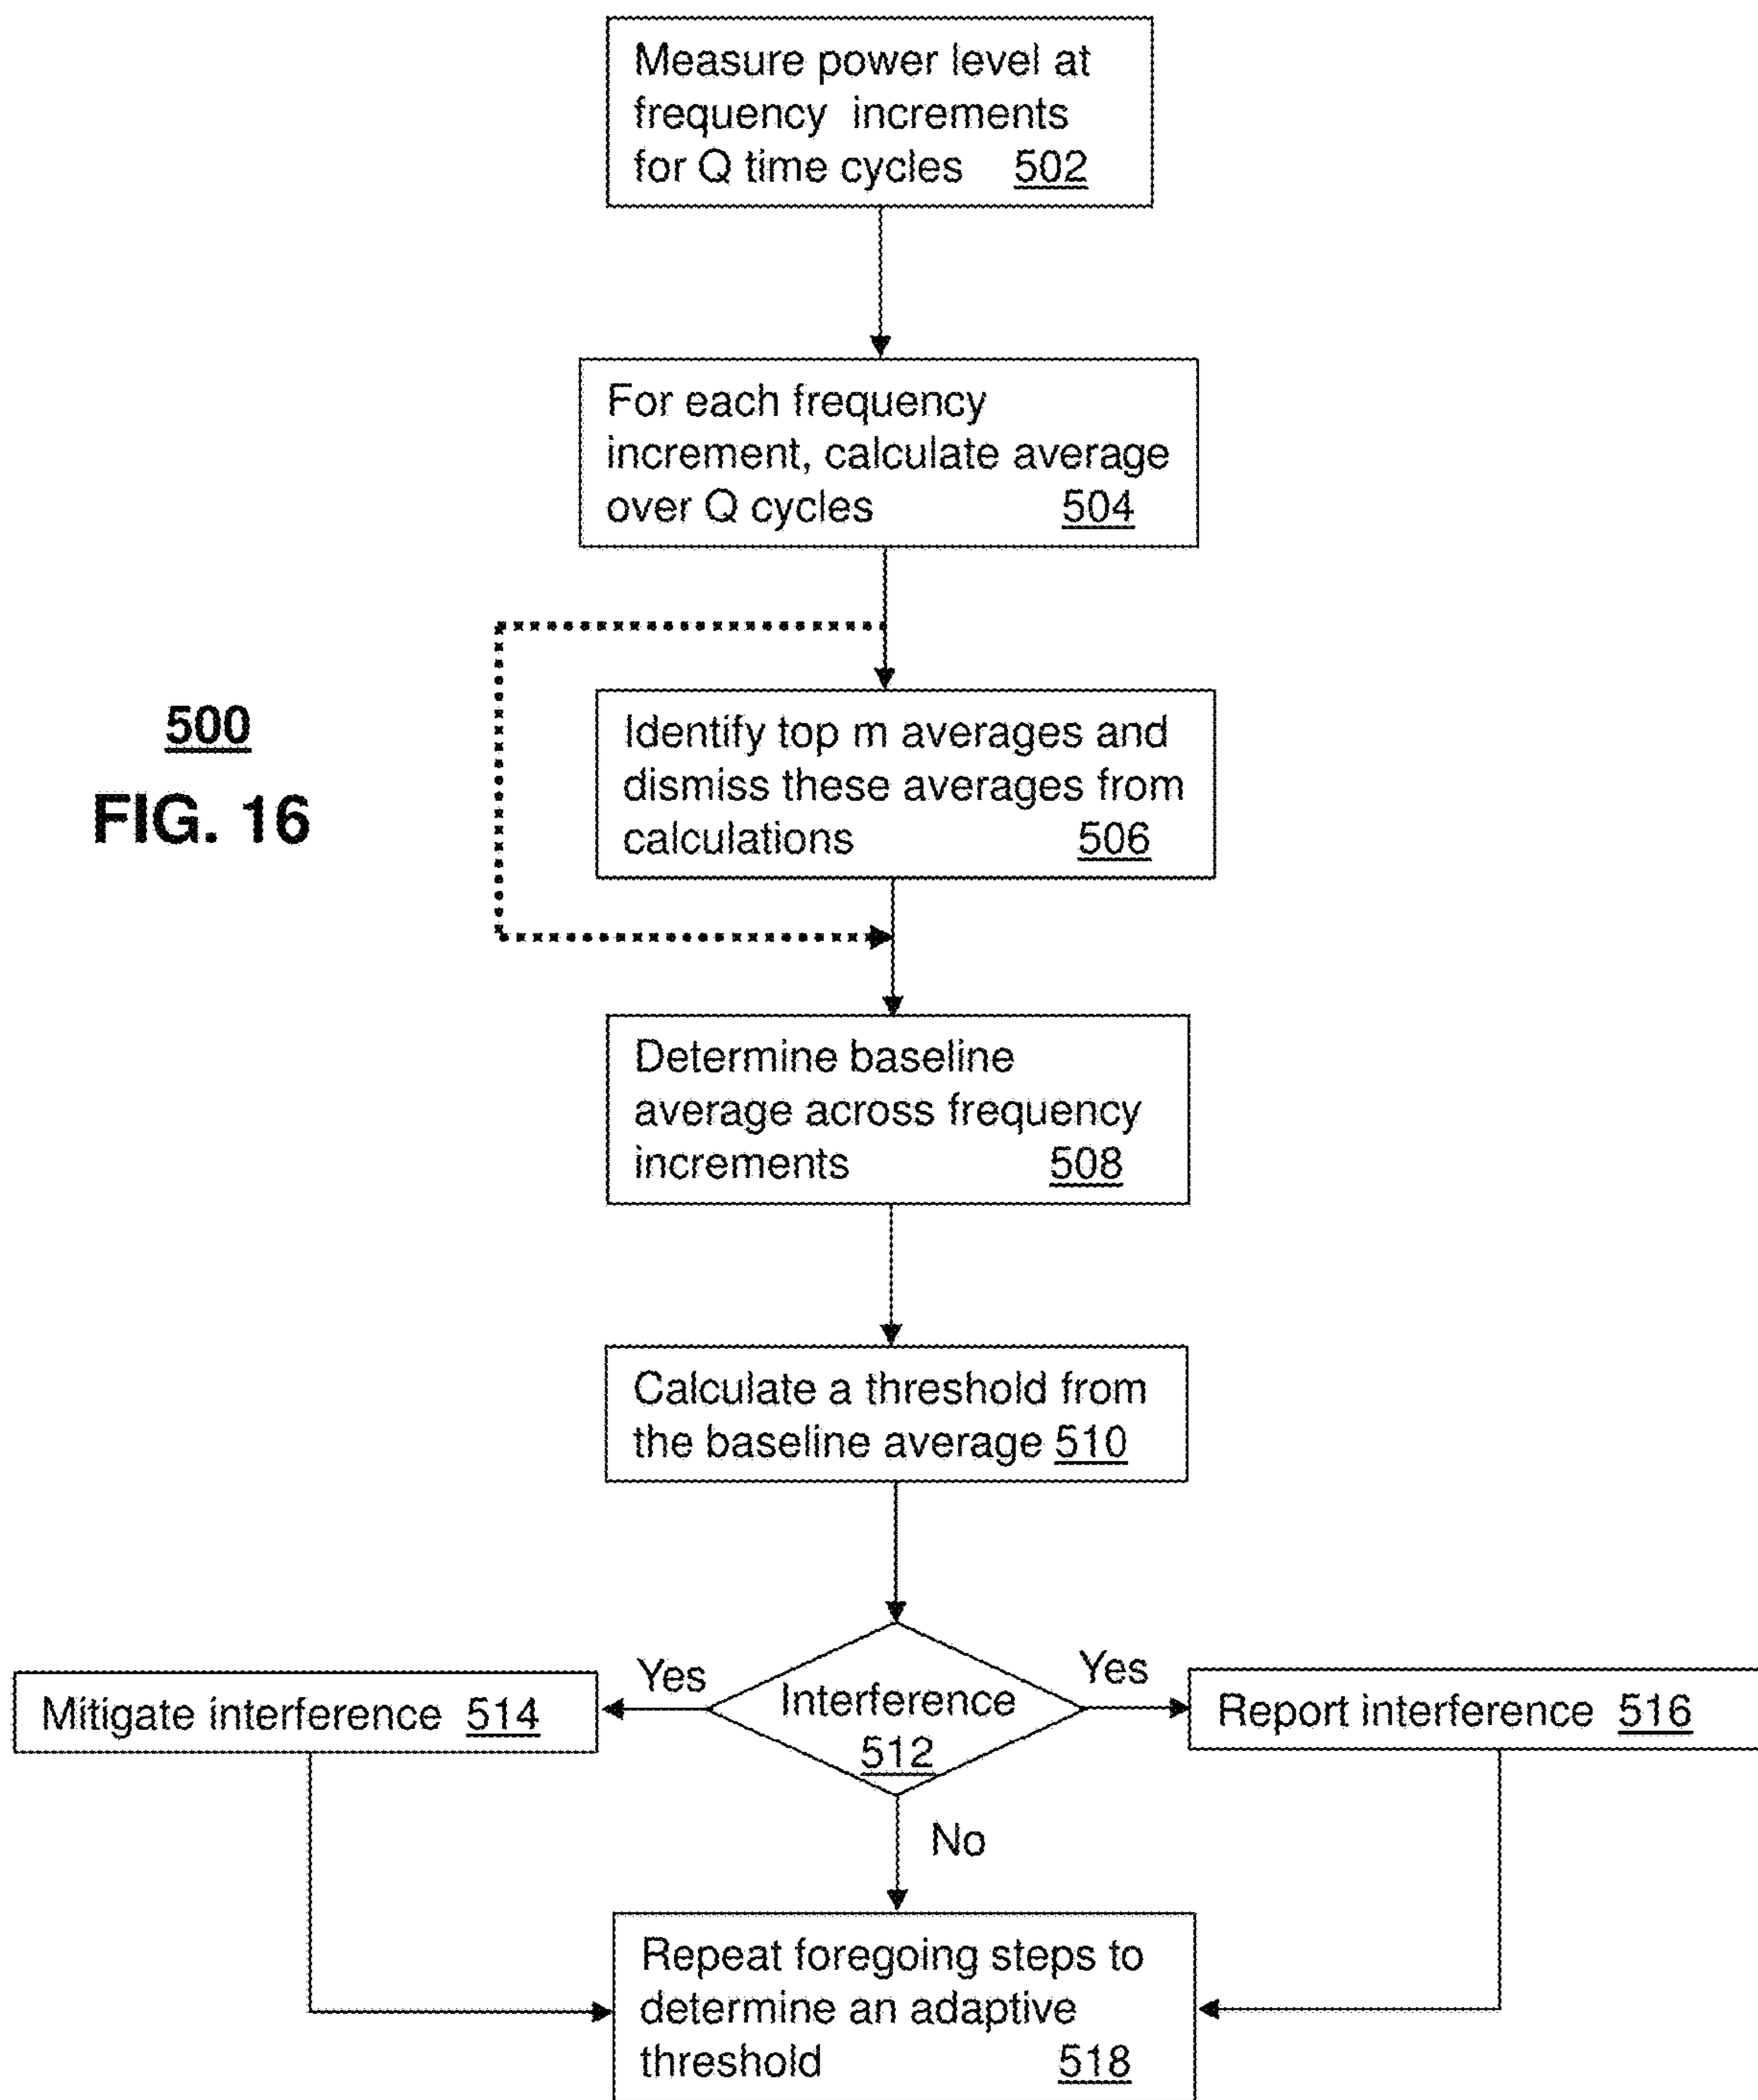 Measure power level at
frequency increments
for Q time cycles 502
For each frequency
increment, calculate average
over Q cycles 504
500
FIG. 16
Identify top m averages and
dismiss these averages from
calculations 506
Determine baseline
average across frequency
increments 508
Calculate a threshold from
the baseline average 510
Yes
Yes
Mitigate interference 514
Interference
512
Report interference 516
No
Repeat foregoing steps to
determine an adaptive
threshold 518